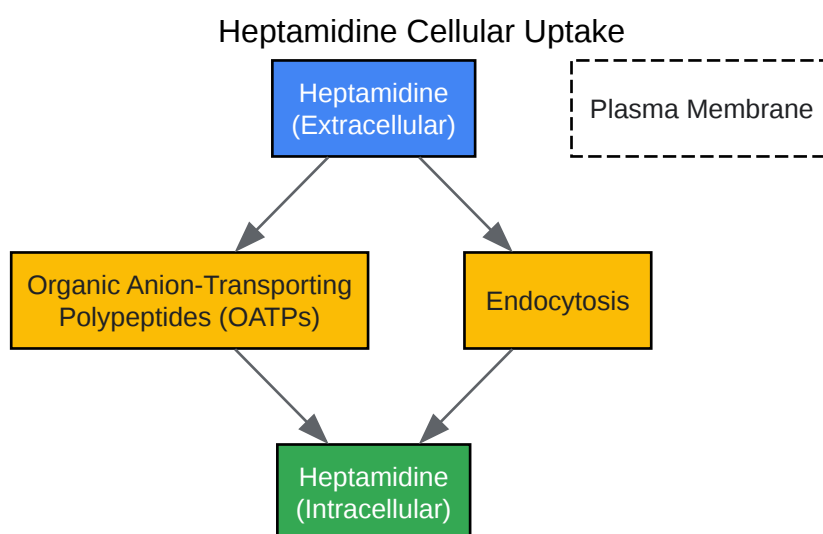 Heptamidine Cellular Uptake
Heptamidine
(Extracellular)
Plasma Membrane
Organic Anion-Transporting
Polypeptides (OATPs)
Endocytosis
Heptamidine
(Intracellular)